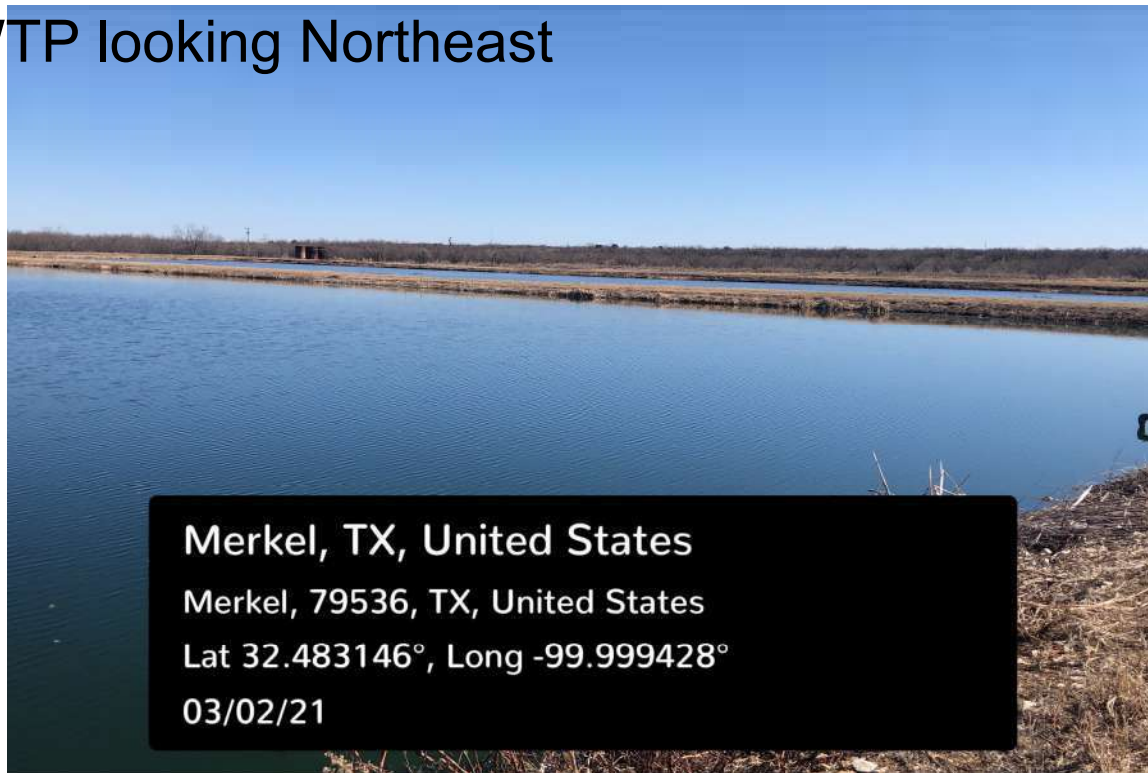 TP looking Northeast
Merkel, TX, United States
Merkel, 79536, TX, United States
Lat 32.483146°, Long -99.999428°
03/02/21